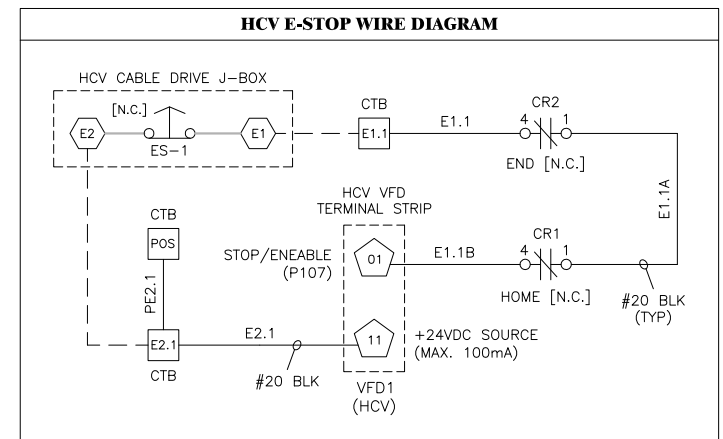 HCV E-STOP WIRE DIAGRAM
HCV CABLE DRIVE J-BOX
[N.C.]
E2
ES-1
E1
CTB
E1.1
E1.1
CR2
4
1
END [N.C.]
E1.1A
CTB
POS
PE2.1
HCV VFD
TERMINAL STRIP
STOP/ENEABLE
(P107)
01
E1.1B
CR1
4
1
HOME [N.C.]
#20 BLK
(TYP)
E2.1
CTB
E2.1
#20 BLK
11
+24VDC SOURCE
(MAX. 100mA)
VFD1
(HCV)